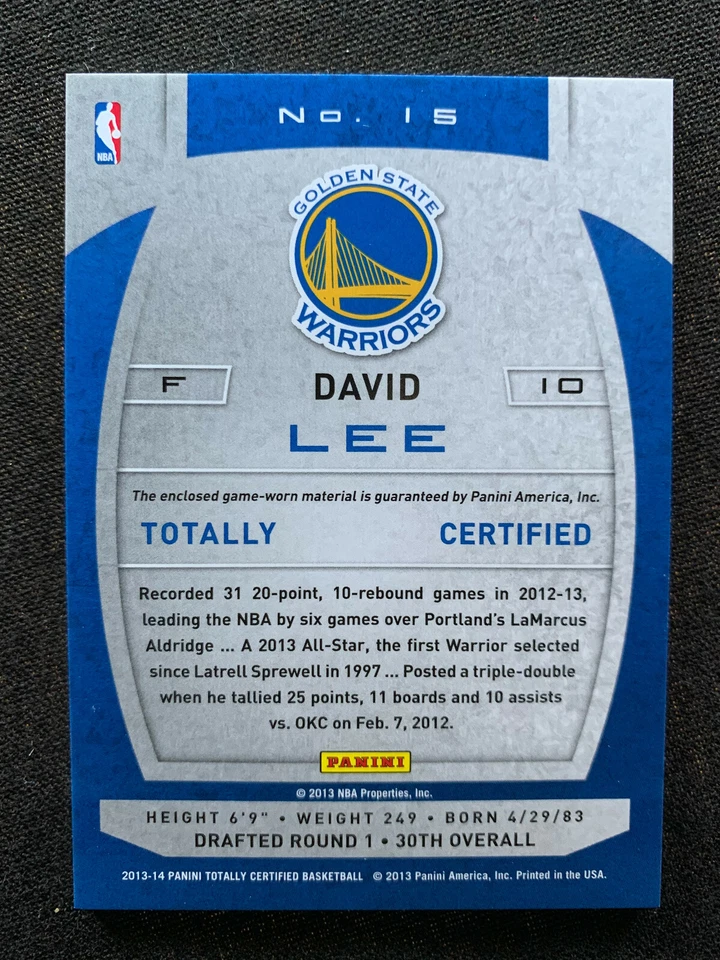 No. 15
NBA
GOLDEN STATE
WARRIORS
F
DAVID
10
LEE
The enclosed game-worn material is guaranteed by Panini America, Inc.
TOTALLY CERTIFIED
Recorded 31 20-point, 10-rebound games in 2012-13,
leading the NBA by six games over Portland's LaMarcus
Aldridge ... A 2013 All-Star, the first Warrior selected
since Latrell Sprewell in 1997 ... Posted a triple-double
when he tallied 25 points, 11 boards and 10 assists
vs. OKC on Feb. 7, 2012.
PANINI
© 2013 NBA Properties, Inc.
HEIGHT 6'9" • WEIGHT 249 • BORN 4/29/83
DRAFTED ROUND 1 • 30TH OVERALL
2013-14 PANINI TOTALLY CERTIFIED BASKETBALL © 2013 Panini America, Inc. Printed in the USA.